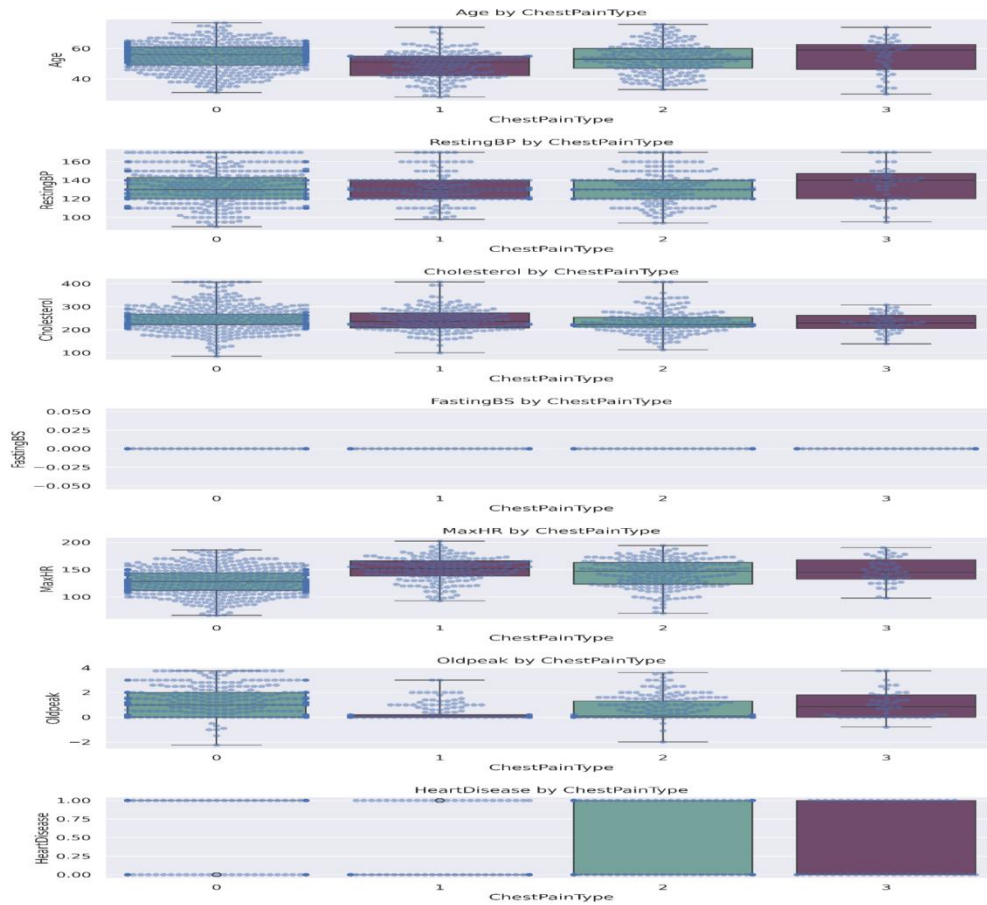 Age by ChestPainType
Age
60
40
0 1 2 3
ChestPainType
RestingBP by ChestPainType
RestingBP
160
140
120
100
0 1 2 3
ChestPainType
Cholesterol by ChestPainType
Cholesterol
400
300
200
100
0 1 2 3
ChestPainType
FastingBS by ChestPainType
FastingBS
0.050
0.025
0.000
−0.025
−0.050
0 1 2 3
ChestPainType
MaxHR by ChestPainType
MaxHR
200
150
100
0 1 2 3
ChestPainType
Oldpeak by ChestPainType
Oldpeak
4
2
0
−2
0 1 2 3
ChestPainType
HeartDisease by ChestPainType
HeartDisease
1.00
0.75
0.50
0.25
0.00
0 1 2 3
ChestPainType